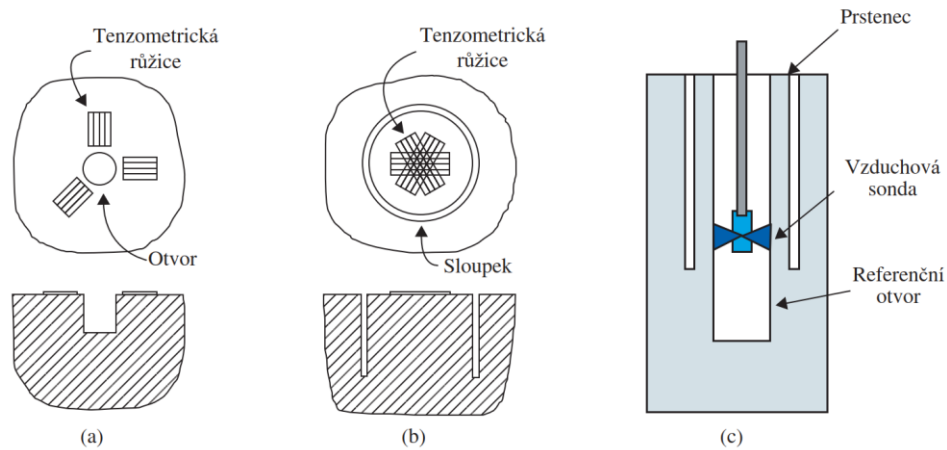 Tenzometrická
růžice
Otvor
(a)
Tenzometrická
růžice
Sloupek
(b)
Prstenec
Vzduchová
sonda
Referenční
otvor
(c)